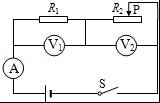 R₁ R₂ P
V₁ V₂
A
S